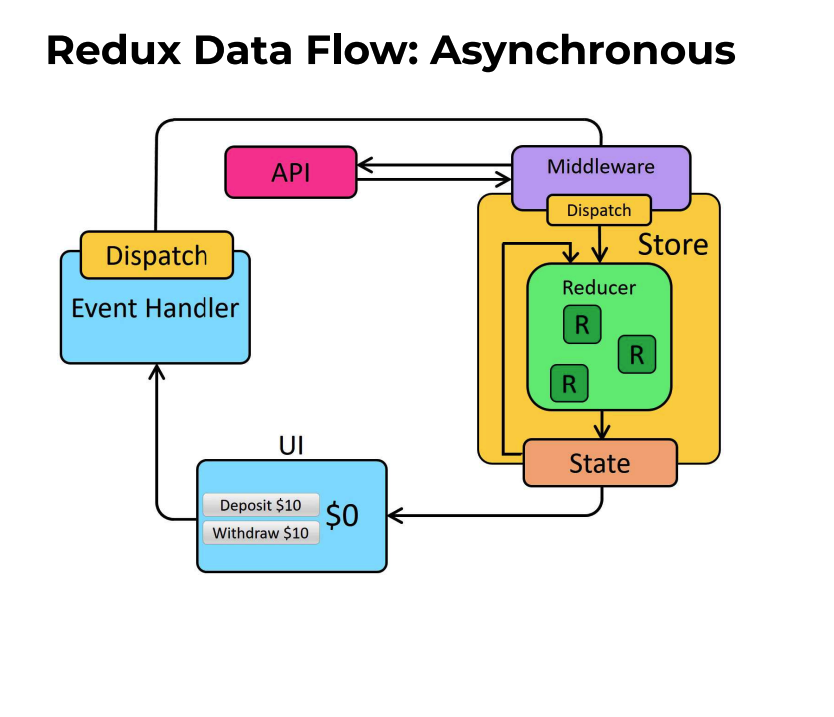 Redux Data Flow: Asynchronous
API
Middleware
Dispatch
Store
Dispatch
Event Handler
Reducer
R
R
R
State
UI
Deposit $10
Withdraw $10
$0